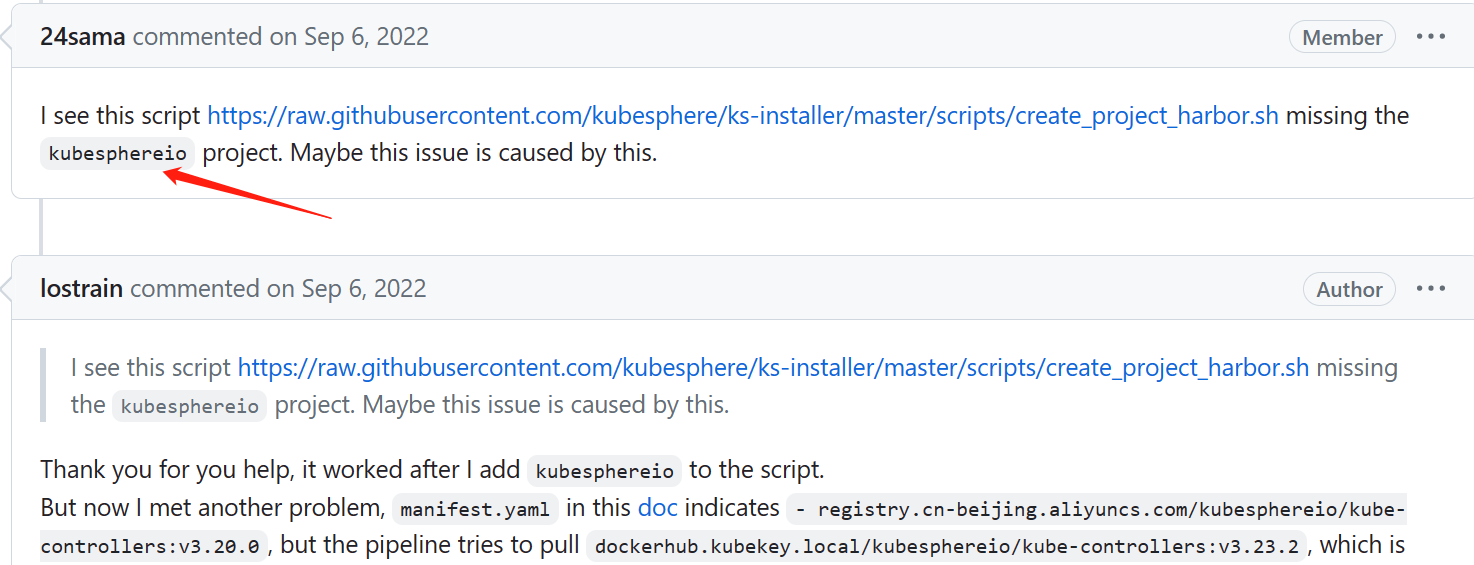 24sama commented on Sep 6, 2022 Member ...
I see this script https://raw.githubusercontent.com/kubesphere/ks-installer/master/scripts/create_project_harbor.sh missing the
kubesphereio project. Maybe this issue is caused by this.
lostrain commented on Sep 6, 2022 Author ...
I see this script https://raw.githubusercontent.com/kubesphere/ks-installer/master/scripts/create_project_harbor.sh missing
the kubesphereio project. Maybe this issue is caused by this.
Thank you for you help, it worked after I add kubesphereio to the script.
But now I met another problem, manifest.yaml in this doc indicates - registry.cn-beijing.aliyuncs.com/kubesphereio/kube-
controllers:v3.20.0 , but the pipeline tries to pull dockerhub.kubekey.local/kubesphereio/kube-controllers:v3.23.2 , which is